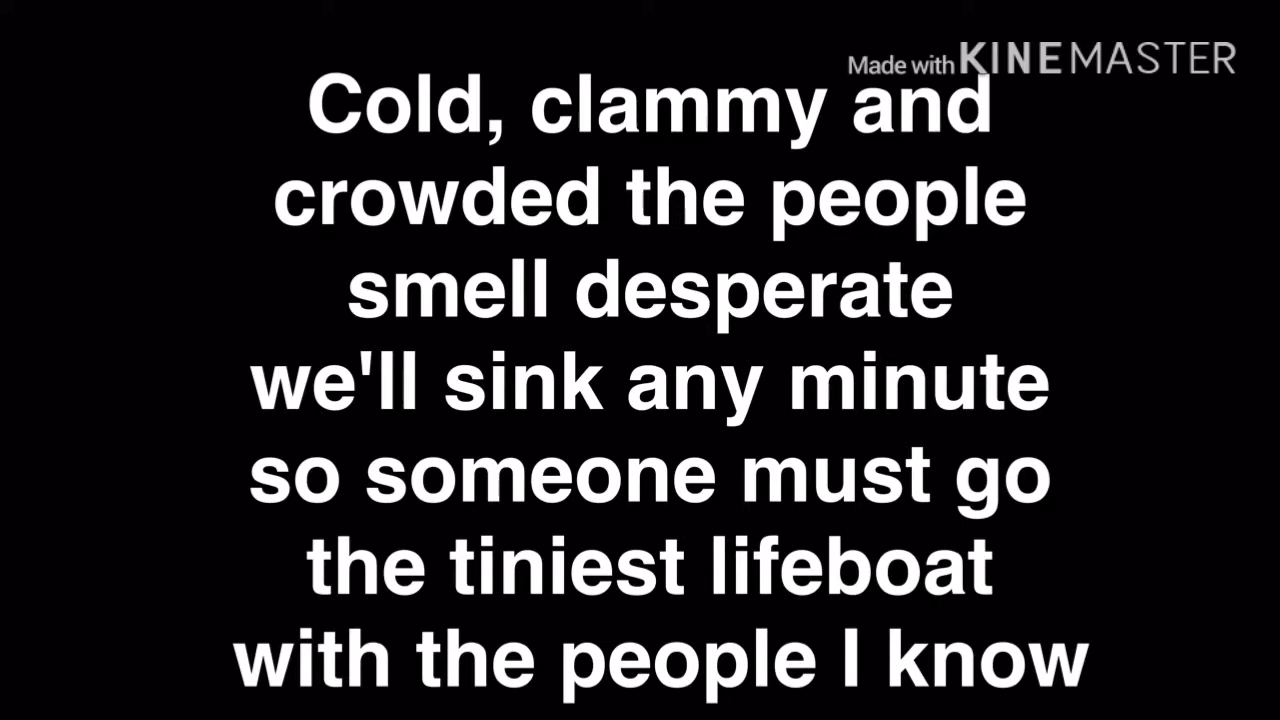 Made with KINEMASTER
Cold, clammy and
crowded the people
smell desperate
we'll sink any minute
so someone must go
the tiniest lifeboat
with the people I know